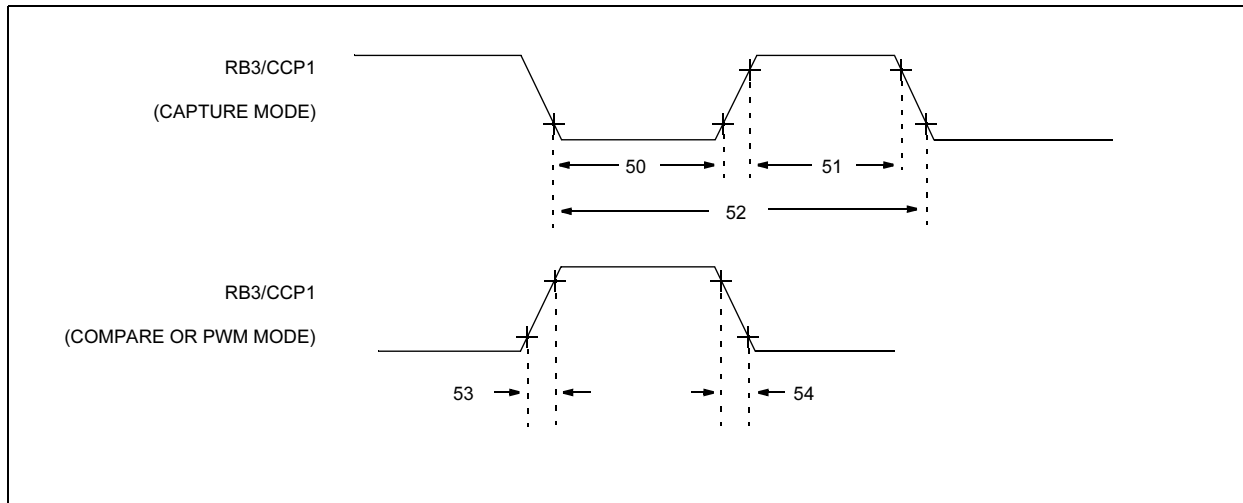 RB3/CCP1
(CAPTURE MODE)
50
51
52
RB3/CCP1
(COMPARE OR PWM MODE)
53
54